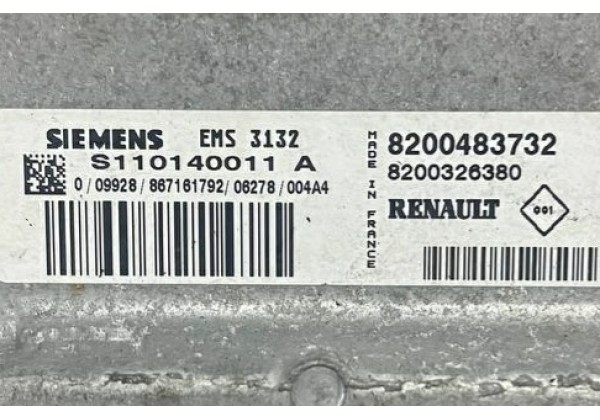 SIEMENS EMS 3132
S110140011 A
0 / 09928 / 867161792 / 06278 / 004A4
MADE IN FRANCE
8200483732
8200326380
RENAULT 001